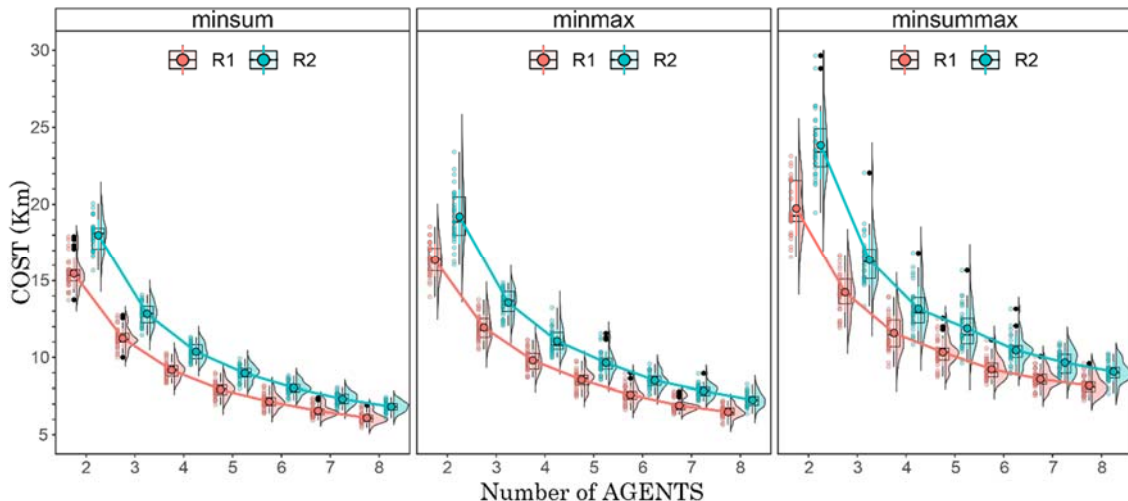 minsum minmax minsummax
R1 R2 R1 R2 R1 R2
30
25
20
15
10
5
COST (Km)
2 3 4 5 6 7 8 2 3 4 5 6 7 8 2 3 4 5 6 7 8
Number of AGENTS